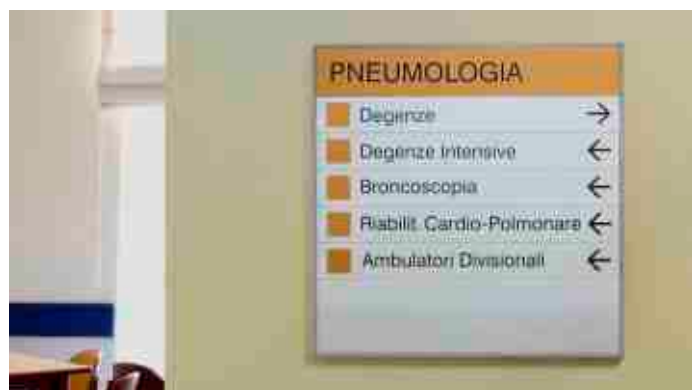 PNEUMOLOGIA
Degenze →
Degenze Intensive ←
Broncoscopia ←
Riabilit. Cardio-Polmonare ←
Ambulatori Divisionali ←